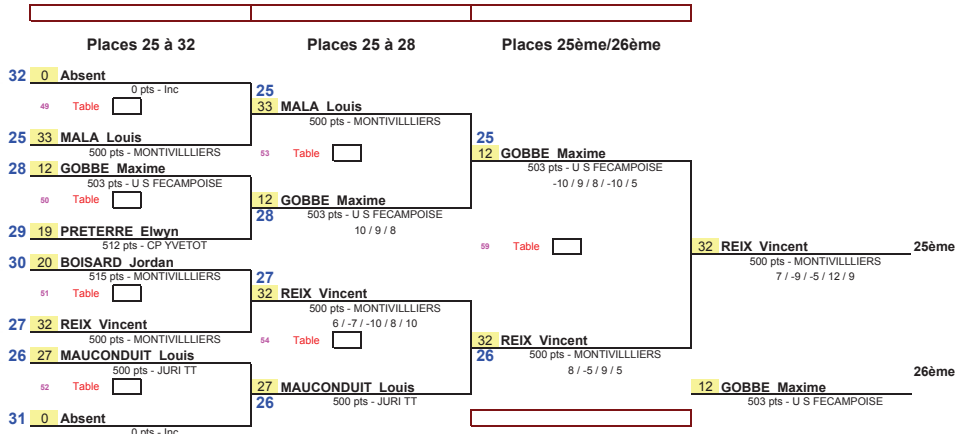 Places 25 à 32 Places 25 à 28 Places 25ème/26ème
32 0 Absent
0 pts - Inc
25
49 Table
33 MALA Louis
500 pts - MONTIVILLLIERS
25 33 MALA Louis
500 pts - MONTIVILLLIERS
53 Table
25
12 GOBBE Maxime
503 pts - U S FECAMPOISE
-10 / 9 / 8 / -10 / 5
28 12 GOBBE Maxime
503 pts - U S FECAMPOISE
50 Table
12 GOBBE Maxime
28 503 pts - U S FECAMPOISE
10 / 9 / 8
29 19 PRETERRE Elwyn
512 pts - CP YVETOT
59 Table
32 REIX Vincent 25ème
500 pts - MONTIVILLLIERS
7 / -9 / -5 / 12 / 9
30 20 BOISARD Jordan
515 pts - MONTIVILLLIERS
27
51 Table
32 REIX Vincent
500 pts - MONTIVILLLIERS
6 / -7 / -10 / 8 / 10
27 32 REIX Vincent
500 pts - MONTIVILLLIERS
54 Table
32 REIX Vincent
26 500 pts - MONTIVILLLIERS
8 / -5 / 9 / 5
26 27 MAUCONDUIT Louis
500 pts - JURI TT
52 Table
27 MAUCONDUIT Louis
26 500 pts - JURI TT
26ème
12 GOBBE Maxime
503 pts - U S FECAMPOISE
31 0 Absent
0 pts - Inc